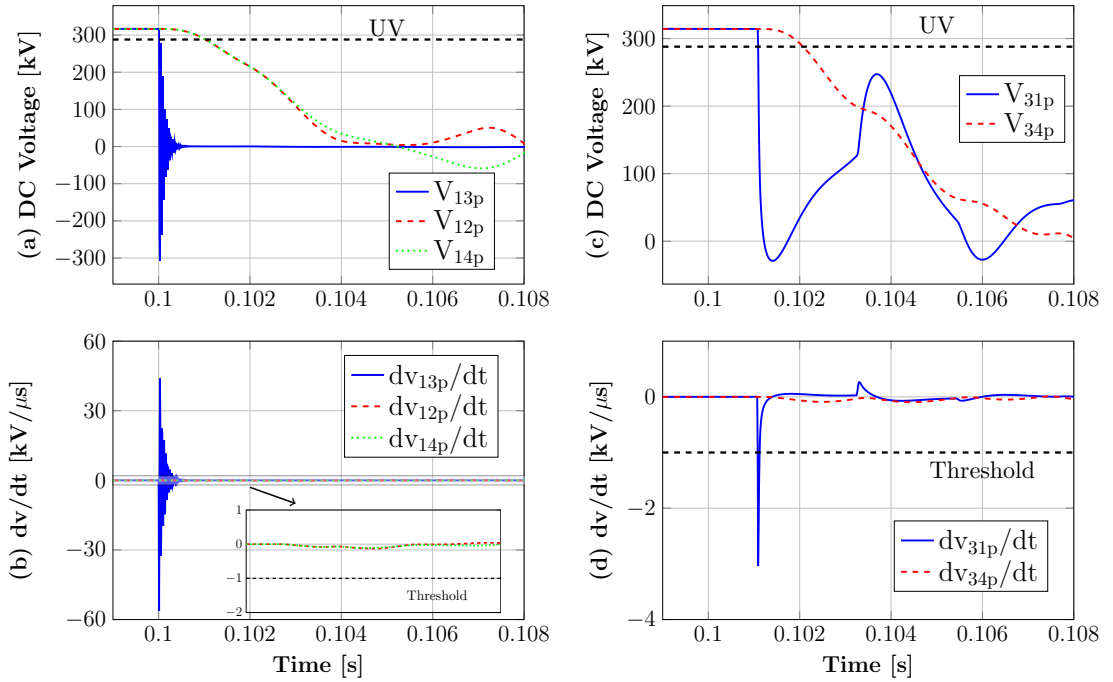 (a) DC Voltage [kV]
300
200
100
0
−100
−200
−300
UV
V13p
V12p
V14p
0.1
0.102
0.104
0.106
0.108
(c) DC Voltage [kV]
300
200
100
0
UV
V31p
V34p
0.1
0.102
0.104
0.106
0.108
(b) dv/dt [kV/μs]
60
30
0
−30
−60
dv13p/dt
dv12p/dt
dv14p/dt
1
0
−1
−2
Threshold
0.1
0.102
0.104
0.106
0.108
Time [s]
(d) dv/dt [kV/μs]
0
−2
−4
Threshold
dv31p/dt
dv34p/dt
0.1
0.102
0.104
0.106
0.108
Time [s]